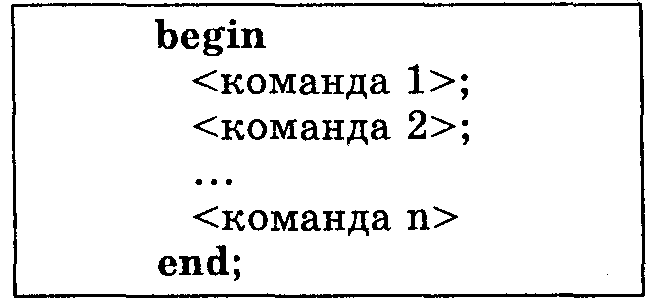 begin
<команда 1>;
<команда 2>;
...
<команда n>
end;